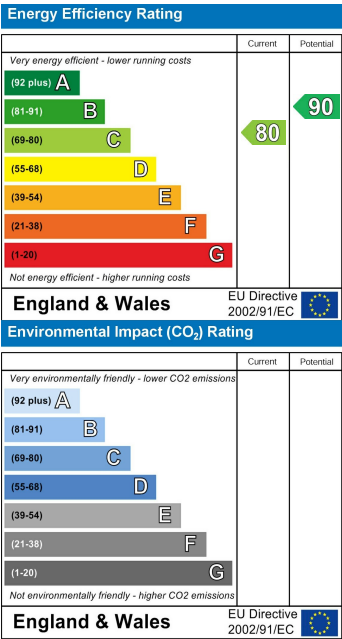 Energy Efficiency Rating
Current Potential
Very energy efficient - lower running costs
(92 plus) A
(81-91) B
(69-80) C
(55-68) D
(39-54) E
(21-38) F
(1-20) G
80
90
Not energy efficient - higher running costs
England & Wales
EU Directive
2002/91/EC
Environmental Impact (CO₂) Rating
Current Potential
Very environmentally friendly - lower CO2 emissions
(92 plus) A
(81-91) B
(69-80) C
(55-68) D
(39-54) E
(21-38) F
(1-20) G
Not environmentally friendly - higher CO2 emissions
England & Wales
EU Directive
2002/91/EC